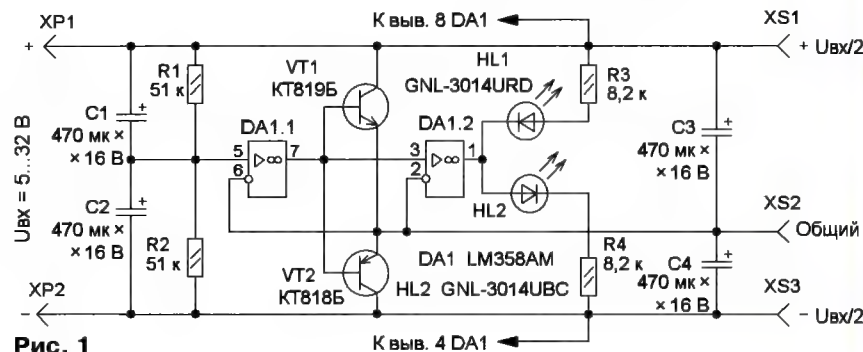 К выв. 8 DA1
XP1
+
R1
51 к
C1
+
470 мк ×
× 16 В
Uвх = 5...32 В
C2
+
470 мк ×
× 16 В
R2
51 к
XP2
−
VT1
КТ819Б
DA1.1
5
6
▷∞
7
VT2
КТ818Б
HL1
GNL-3014URD
DA1.2
3
2
▷∞
1
HL2
R3
8,2 к
DA1 LM358AM
HL2 GNL-3014UBC
R4
8,2 к
C3
+
470 мк ×
× 16 В
C4
+
470 мк ×
× 16 В
XS1
+ Uвх/2
XS2
Общий
XS3
− Uвх/2
К выв. 4 DA1
Рис. 1